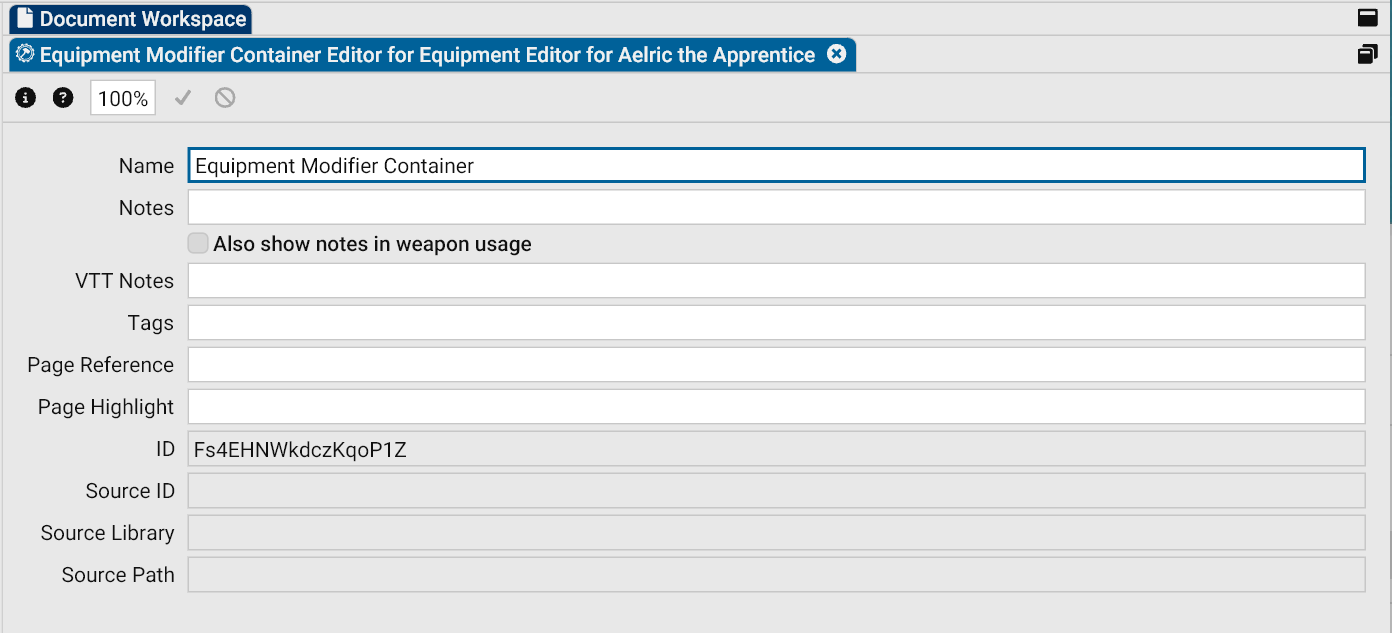 Document Workspace
Equipment Modifier Container Editor for Equipment Editor for Aelric the Apprentice
100%
Name Equipment Modifier Container
Notes
Also show notes in weapon usage
VTT Notes
Tags
Page Reference
Page Highlight
ID Fs4EHNWkdczKqoP1Z
Source ID
Source Library
Source Path